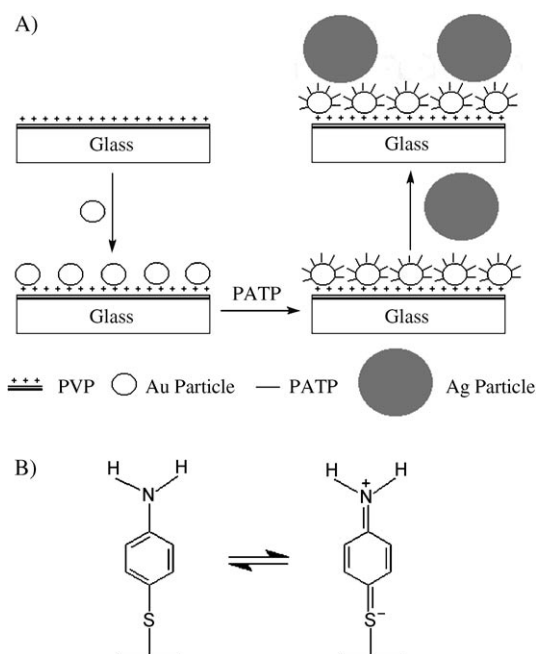 A)
+ + + + + + + + + + + + + + + +
Glass
Glass
PATP
Glass
Glass
+ + + PVP Au Particle PATP Ag Particle
B)
H H H H
N N+
S S−